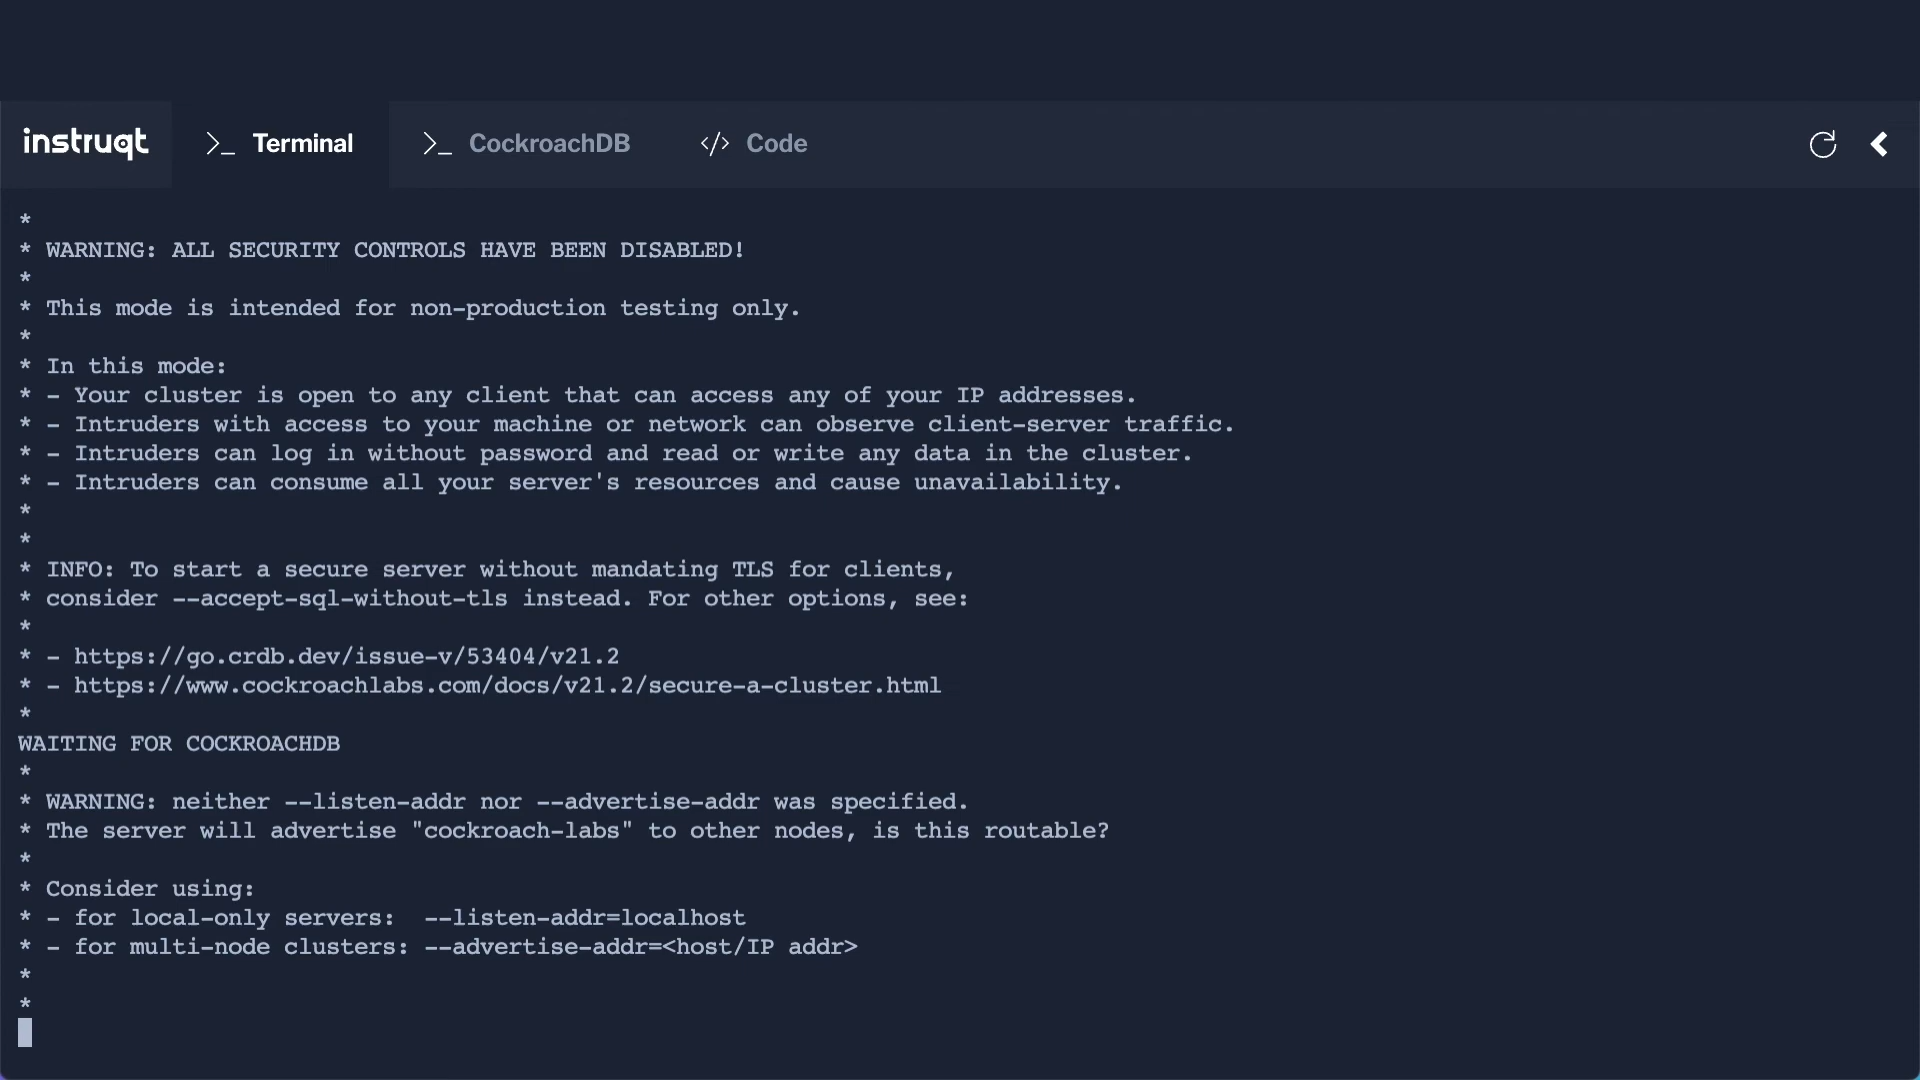 instruqt
>_ Terminal
>_ CockroachDB
</> Code
*
* WARNING: ALL SECURITY CONTROLS HAVE BEEN DISABLED!
*
* This mode is intended for non-production testing only.
*
* In this mode:
* - Your cluster is open to any client that can access any of your IP addresses.
* - Intruders with access to your machine or network can observe client-server traffic.
* - Intruders can log in without password and read or write any data in the cluster.
* - Intruders can consume all your server's resources and cause unavailability.
*
*
* INFO: To start a secure server without mandating TLS for clients,
* consider --accept-sql-without-tls instead. For other options, see:
*
* - https://go.crdb.dev/issue-v/53404/v21.2
* - https://www.cockroachlabs.com/docs/v21.2/secure-a-cluster.html
*
WAITING FOR COCKROACHDB
*
* WARNING: neither --listen-addr nor --advertise-addr was specified.
* The server will advertise "cockroach-labs" to other nodes, is this routable?
*
* Consider using:
* - for local-only servers:  --listen-addr=localhost
* - for multi-node clusters: --advertise-addr=<host/IP addr>
*
*